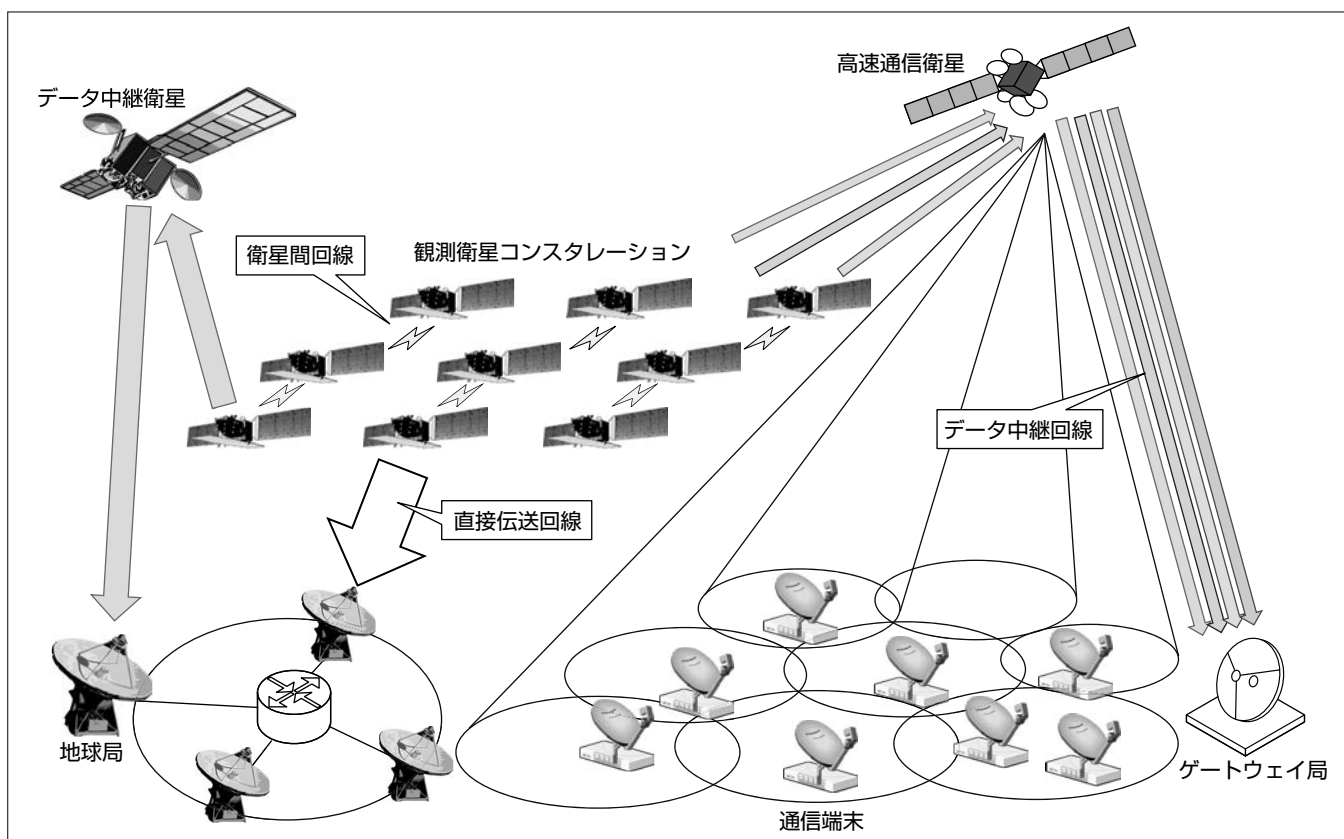 高速通信衛星
データ中継衛星
衛星間回線
観測衛星コンスタレーション
データ中継回線
直接伝送回線
地球局
ゲートウェイ局
通信端末